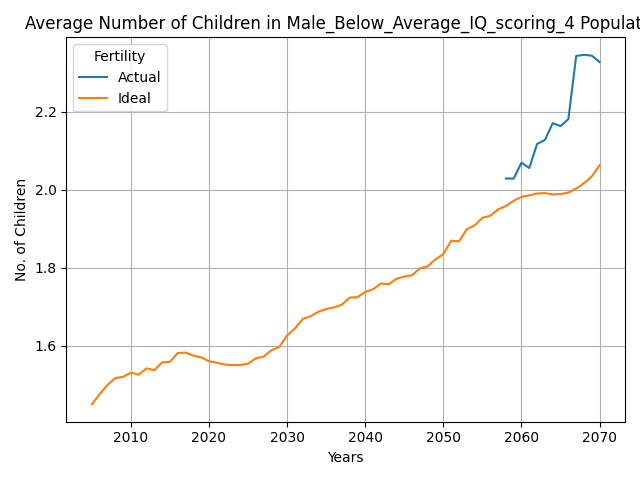 Average Number of Children in Male_Below_Average_IQ_scoring_4 Populat
Fertility
Actual
Ideal
No. of Children
2.2
2.0
1.8
1.6
2010 2020 2030 2040 2050 2060 2070
Years